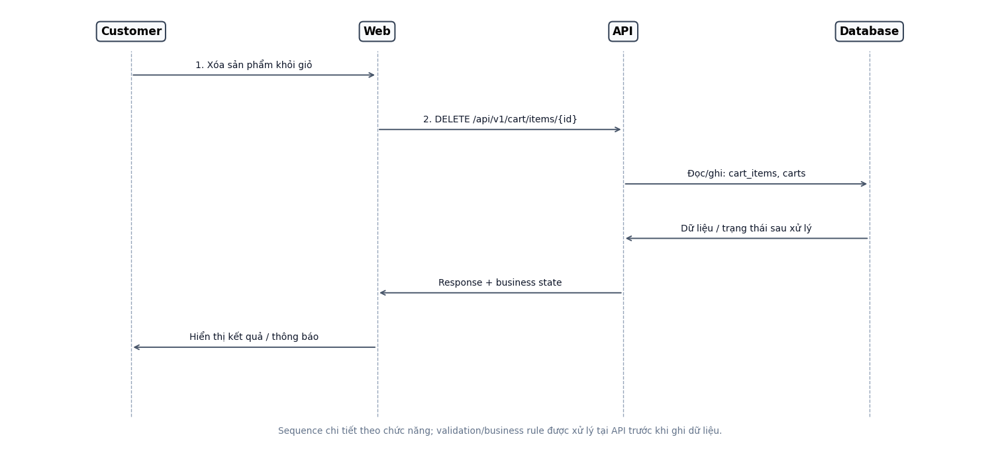 Customer
Web
API
Database
1. Xóa sản phẩm khỏi giỏ
2. DELETE /api/v1/cart/items/{id}
Đọc/ghi: cart_items, carts
Dữ liệu / trạng thái sau xử lý
Response + business state
Hiển thị kết quả / thông báo
Sequence chi tiết theo chức năng; validation/business rule được xử lý tại API trước khi ghi dữ liệu.